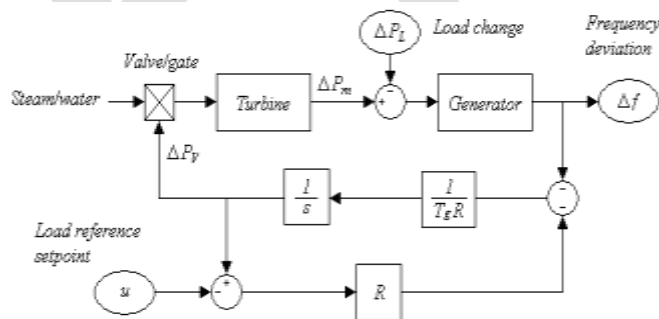 ΔP_L
Load change
Frequency
deviation
Valve/gate
Steam/water
Turbine
ΔP_m
+
Generator
Δf
ΔP_V
1
s
1
T_g R
-
-
Load reference
setpoint
u
-
+
R